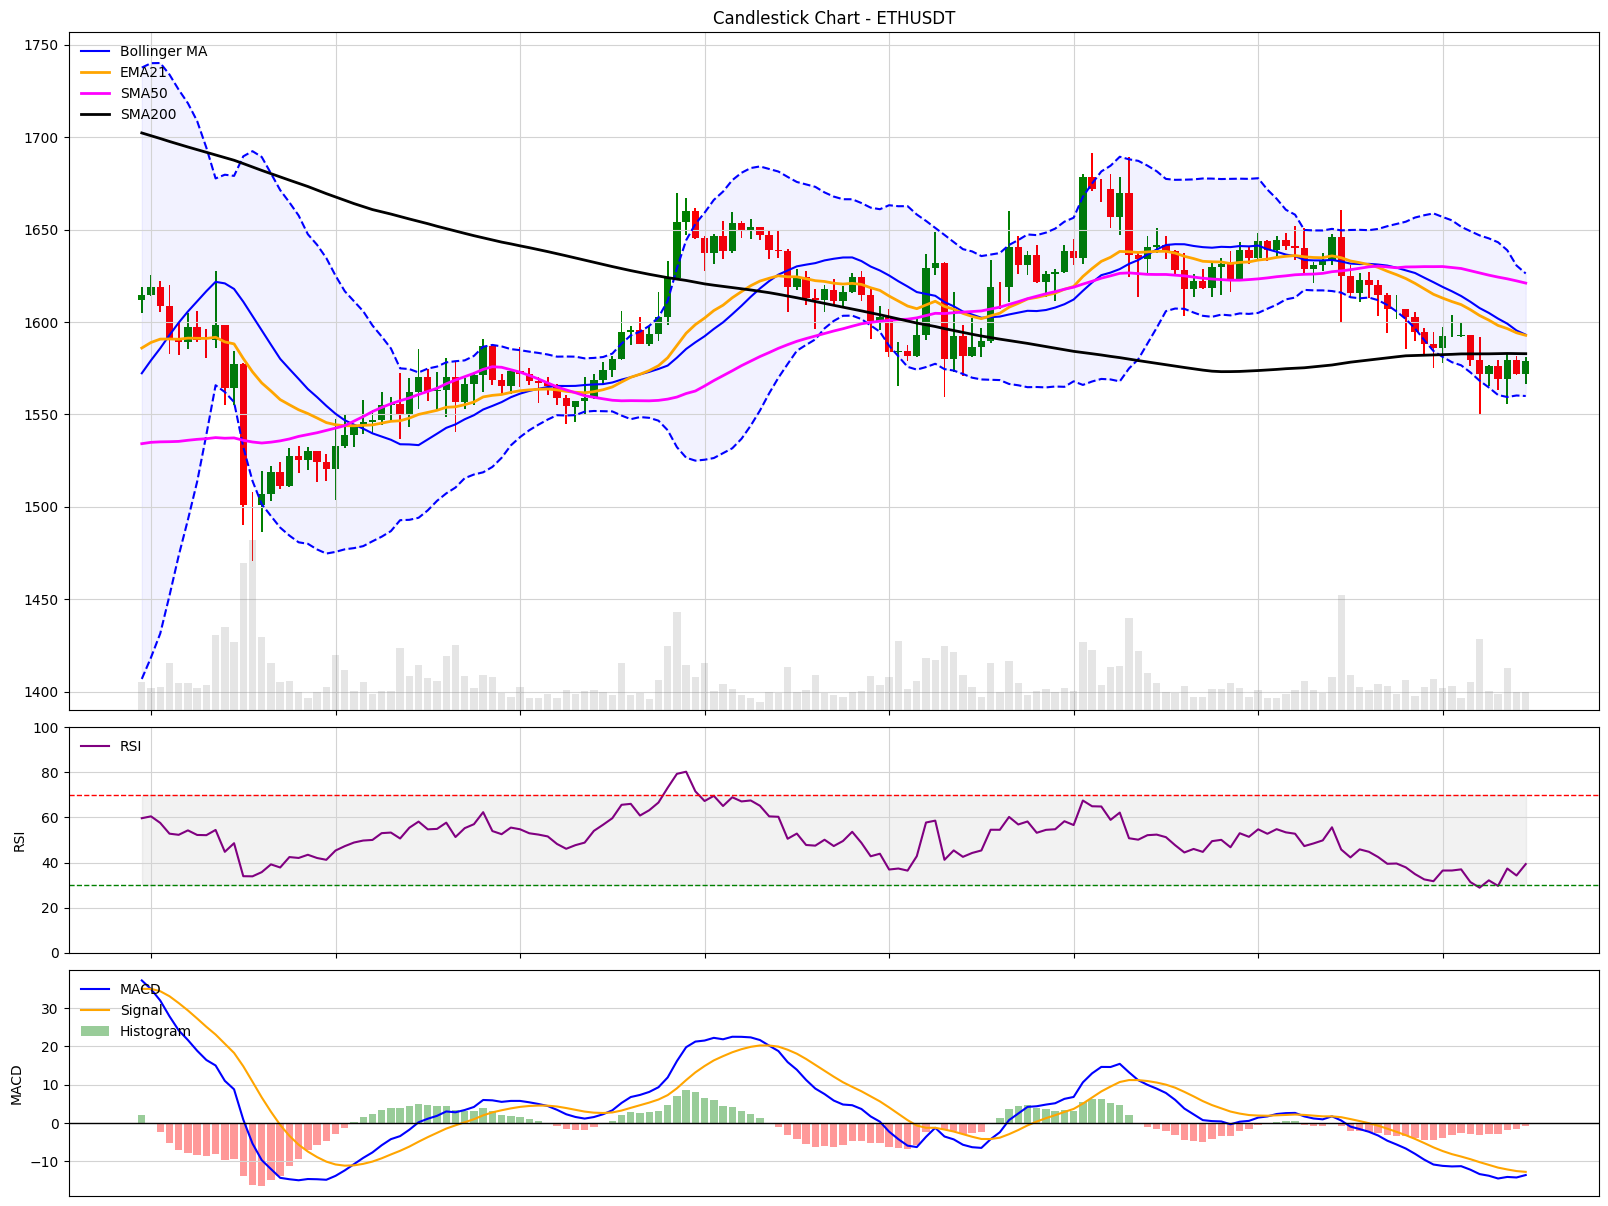 Candlestick Chart - ETHUSDT
1750
1700
1650
1600
1550
1500
1450
1400
Bollinger MA
EMA21
SMA50
SMA200
100
80
60
40
20
0
RSI
RSI
30
20
10
0
−10
MACD
MACD
Signal
Histogram